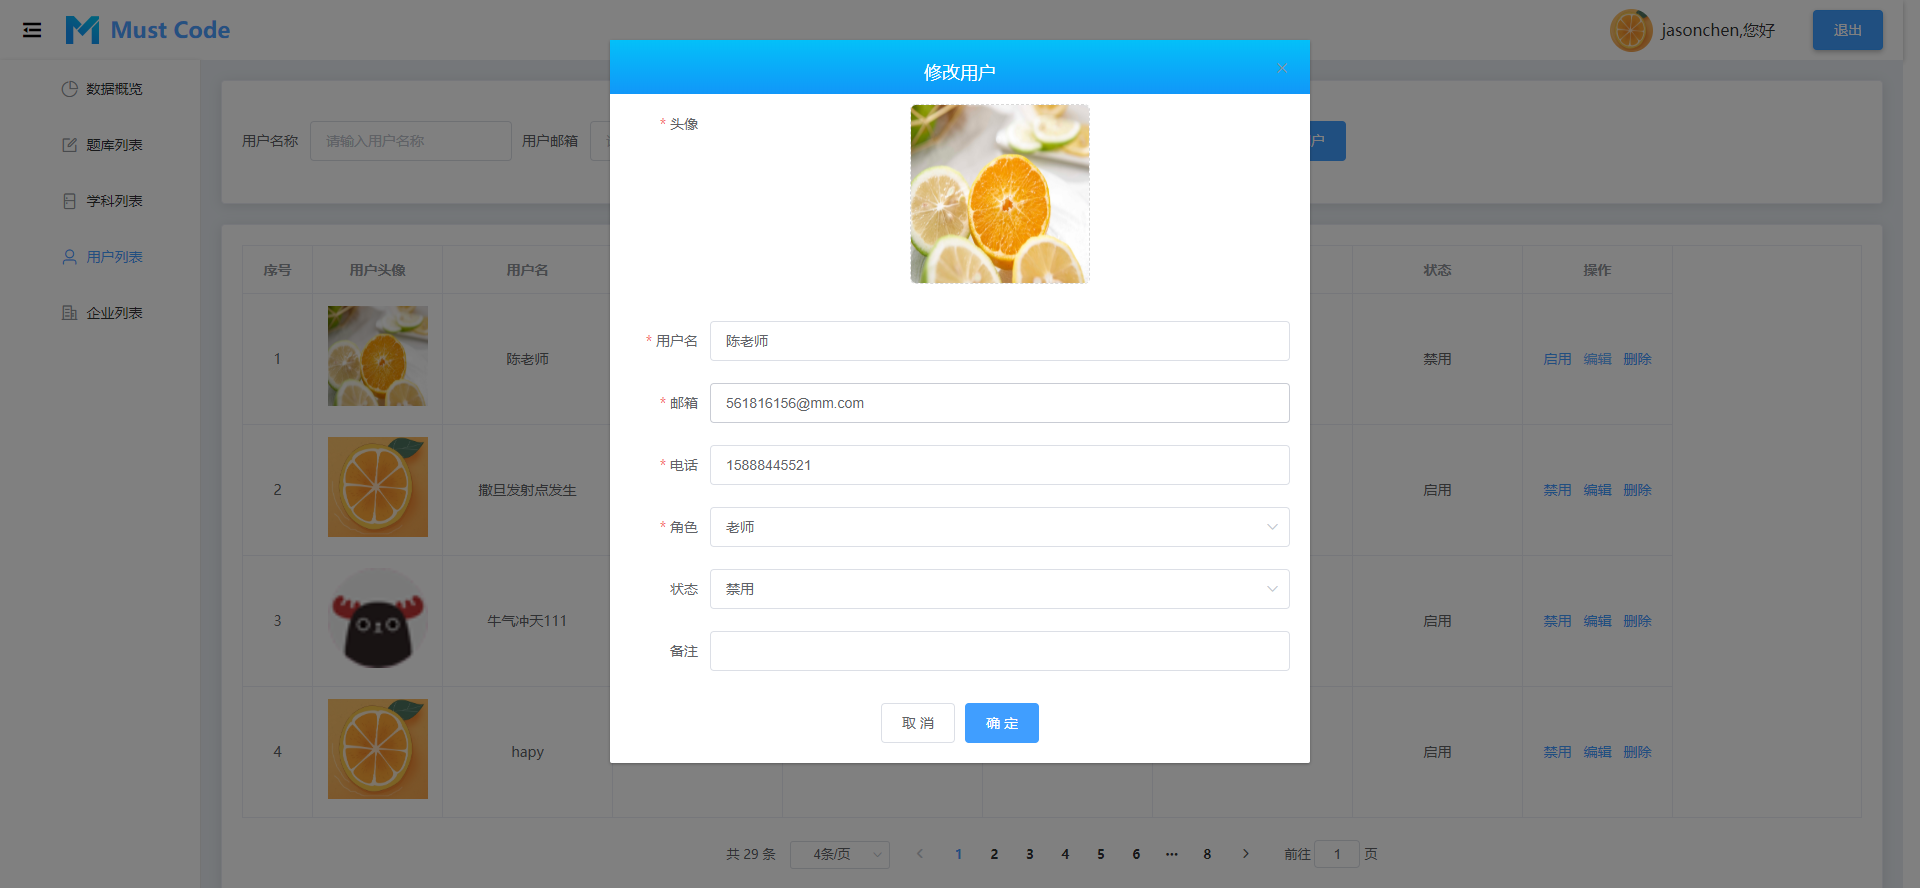 Must Code
jasonchen,您好
退出
数据概览
题库列表
学科列表
用户列表
企业列表
用户名称
请输入用户名称
用户邮箱
户
修改用户
* 头像
* 用户名
陈老师
* 邮箱
561816156@mm.com
* 电话
15888445521
* 角色
老师
状态
禁用
备注
取 消
确 定
序号 用户头像 用户名 状态 操作
1 陈老师 禁用 启用 编辑 删除
2 撒旦发射点发生 启用 禁用 编辑 删除
3 牛气冲天111 启用 禁用 编辑 删除
4 hapy 启用 禁用 编辑 删除
共 29 条 4条/页 1 2 3 4 5 6 ··· 8 前往 1 页